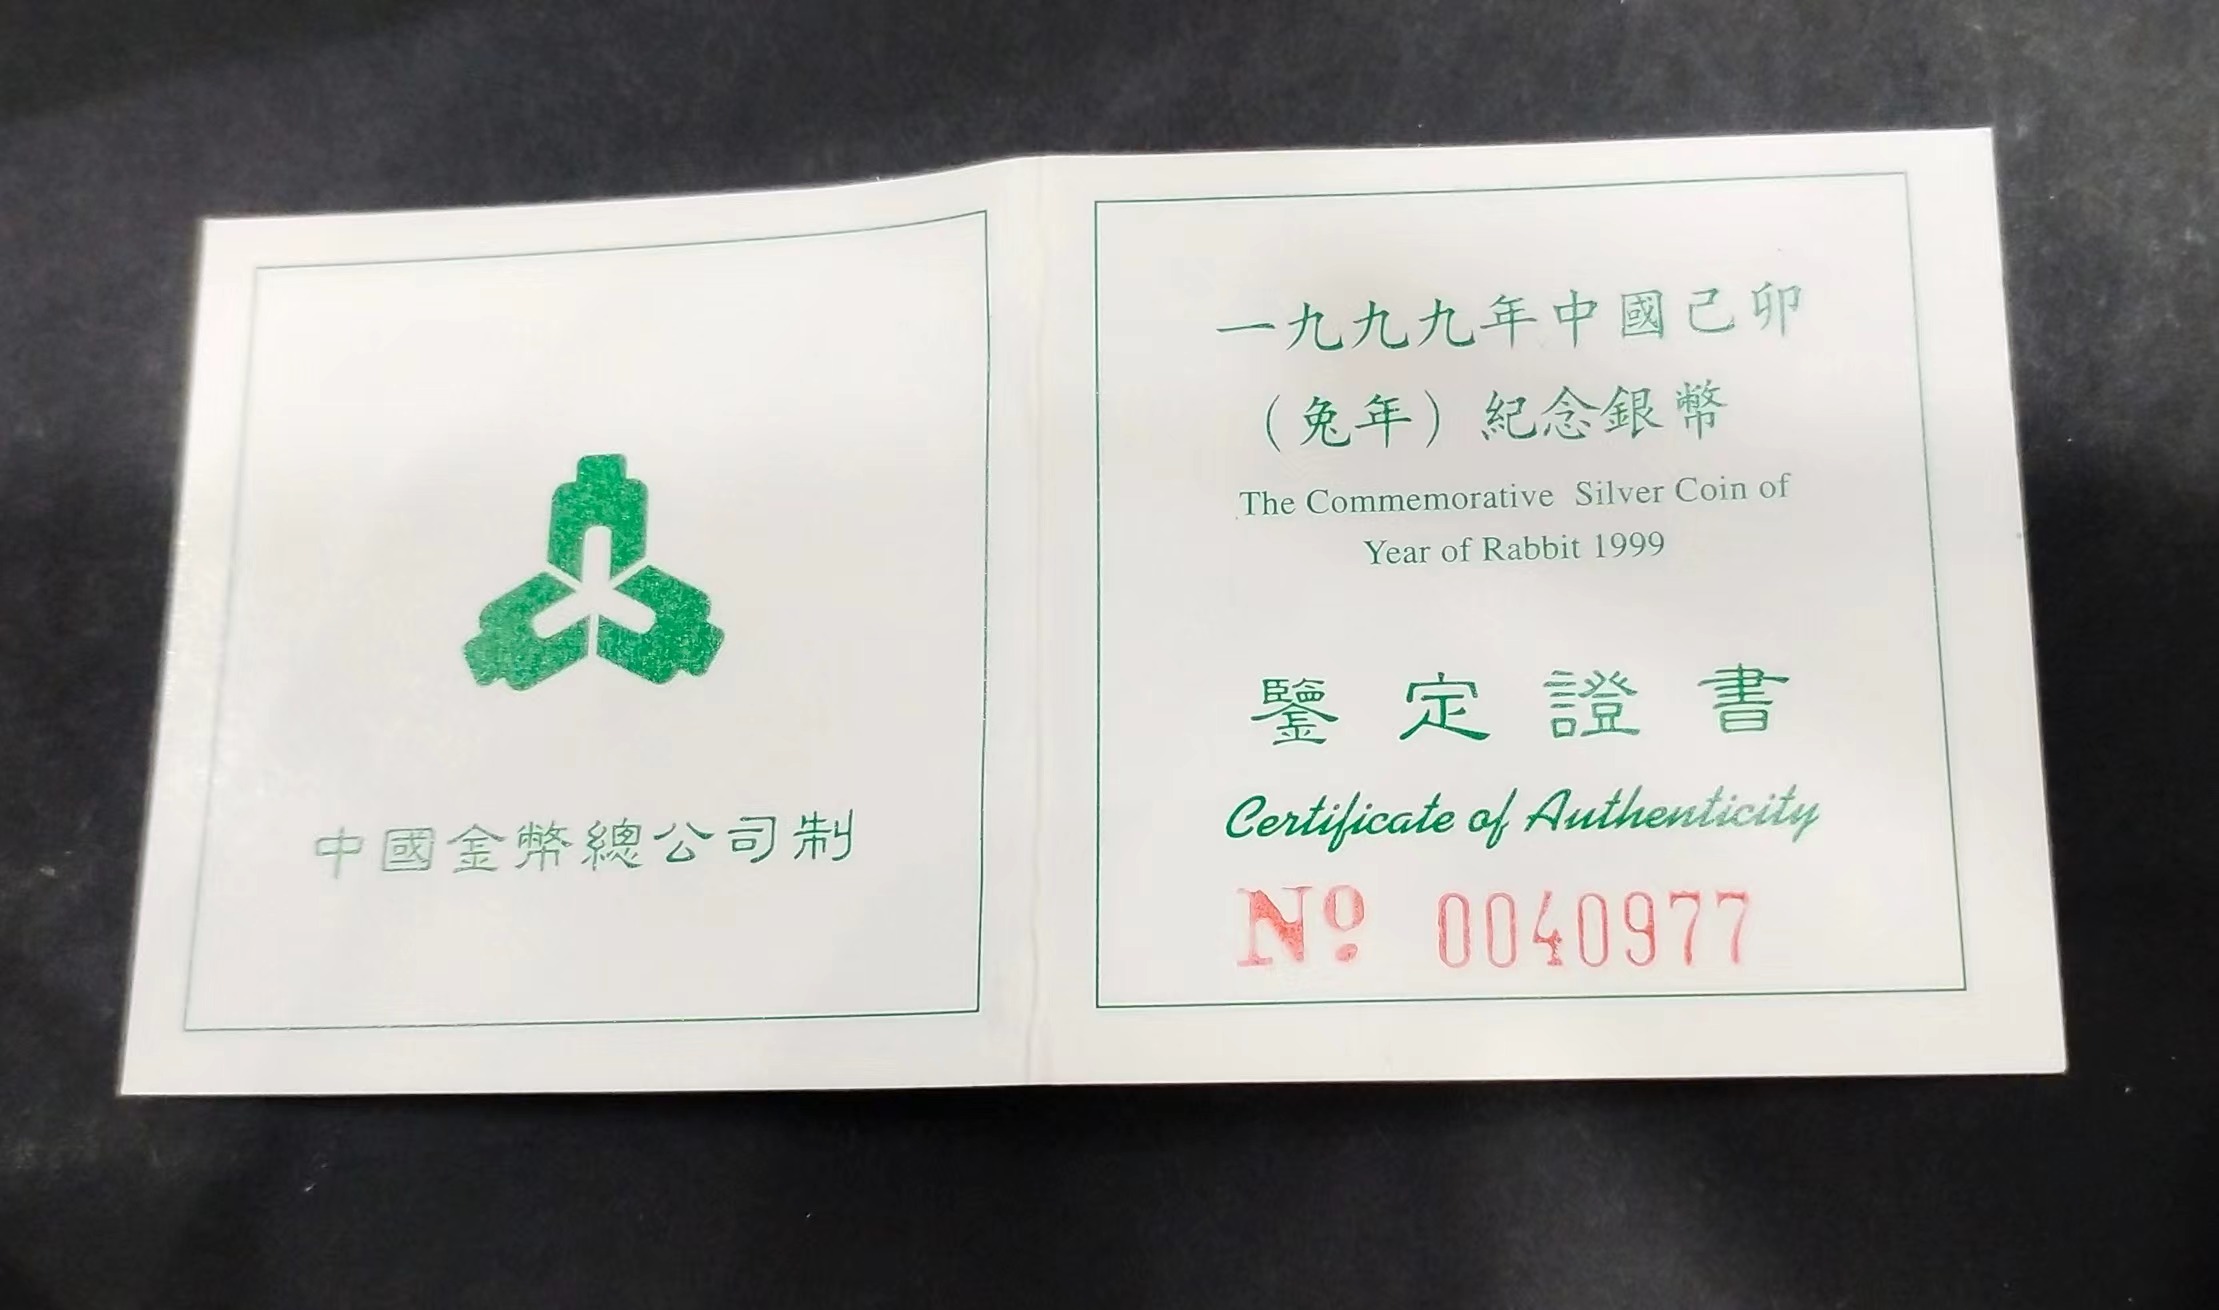 中國金幣總公司制
一九九九年中國己卯
（兔年）紀念銀幣
The Commemorative Silver Coin of
Year of Rabbit 1999
鑒定證書
Certificate of Authenticity
Nº 0040977